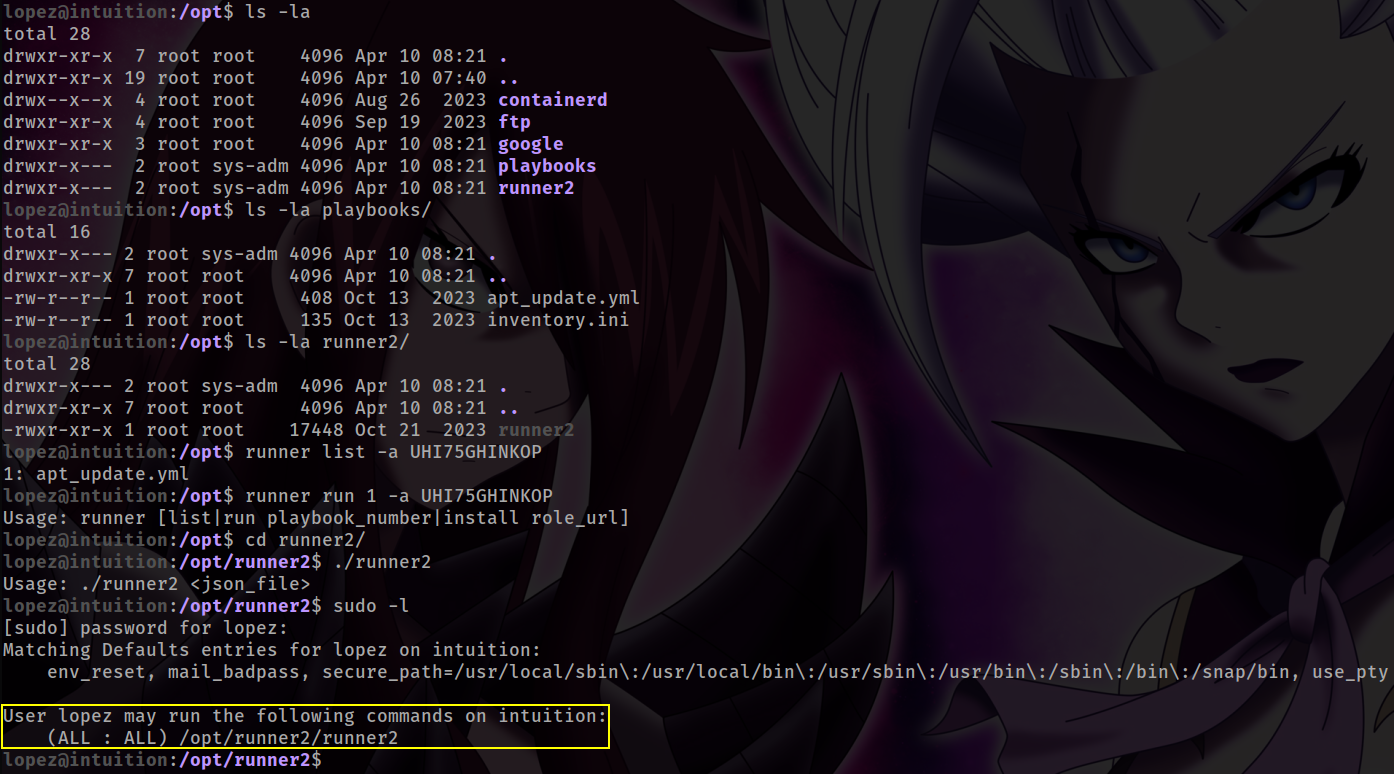 lopez@intuition:/opt$ ls -la
total 28
drwxr-xr-x  7 root root    4096 Apr 10 08:21 .
drwxr-xr-x 19 root root    4096 Apr 10 07:40 ..
drwx--x--x  4 root root    4096 Aug 26  2023 containerd
drwxr-xr-x  4 root root    4096 Sep 19  2023 ftp
drwxr-xr-x  3 root root    4096 Apr 10 08:21 google
drwxr-x---  2 root sys-adm 4096 Apr 10 08:21 playbooks
drwxr-x---  2 root sys-adm 4096 Apr 10 08:21 runner2
lopez@intuition:/opt$ ls -la playbooks/
total 16
drwxr-x--- 2 root sys-adm 4096 Apr 10 08:21 .
drwxr-xr-x 7 root root    4096 Apr 10 08:21 ..
-rw-r--r-- 1 root root     408 Oct 13  2023 apt_update.yml
-rw-r--r-- 1 root root     135 Oct 13  2023 inventory.ini
lopez@intuition:/opt$ ls -la runner2/
total 28
drwxr-x--- 2 root sys-adm  4096 Apr 10 08:21 .
drwxr-xr-x 7 root root     4096 Apr 10 08:21 ..
-rwxr-xr-x 1 root root    17448 Oct 21  2023 runner2
lopez@intuition:/opt$ runner list -a UHI75GHINKOP
1: apt_update.yml
lopez@intuition:/opt$ runner run 1 -a UHI75GHINKOP
Usage: runner [list|run playbook_number|install role_url]
lopez@intuition:/opt$ cd runner2/
lopez@intuition:/opt/runner2$ ./runner2
Usage: ./runner2 <json_file>
lopez@intuition:/opt/runner2$ sudo -l
[sudo] password for lopez:
Matching Defaults entries for lopez on intuition:
    env_reset, mail_badpass, secure_path=/usr/local/sbin\:/usr/local/bin\:/usr/sbin\:/usr/bin\:/sbin\:/bin\:/snap/bin, use_pty
User lopez may run the following commands on intuition:
    (ALL : ALL) /opt/runner2/runner2
lopez@intuition:/opt/runner2$